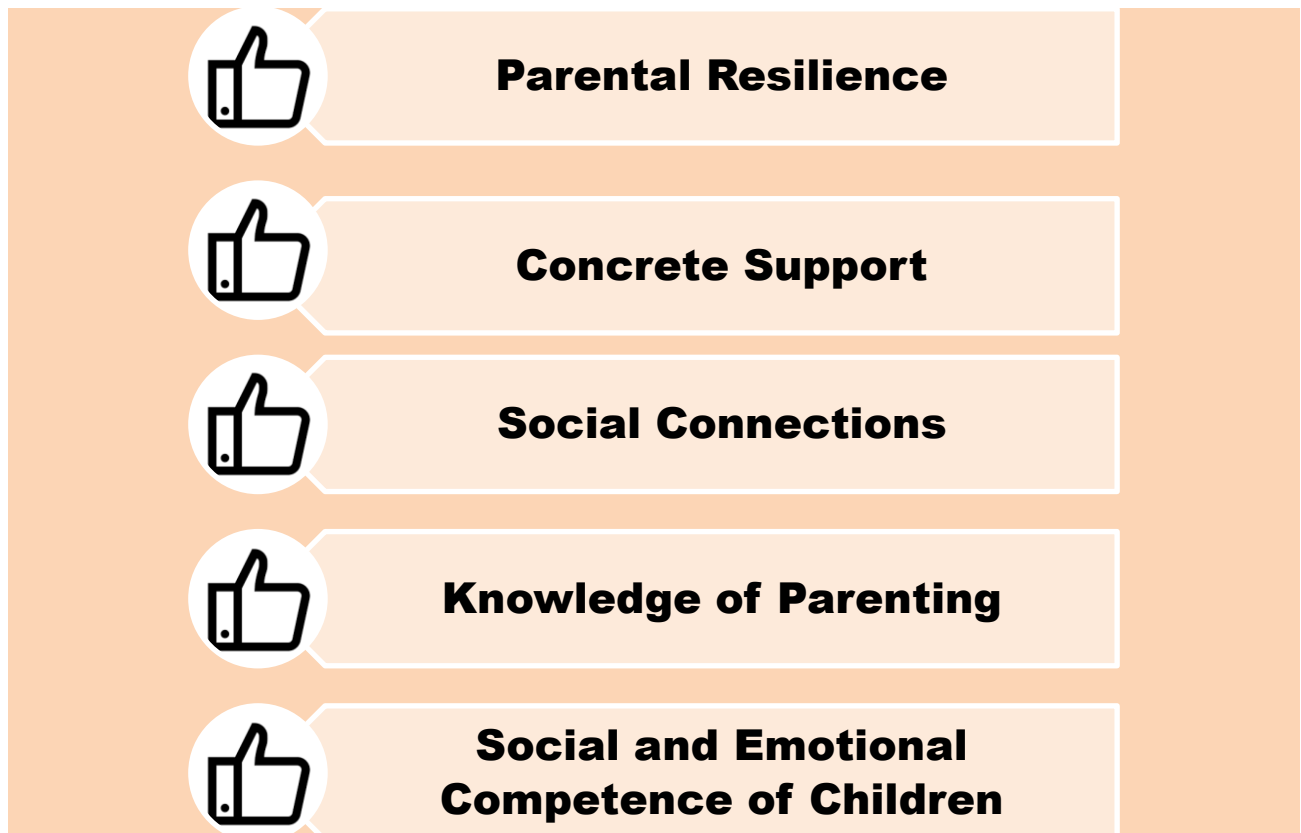 Parental Resilience
Concrete Support
Social Connections
Knowledge of Parenting
Social and Emotional
Competence of Children